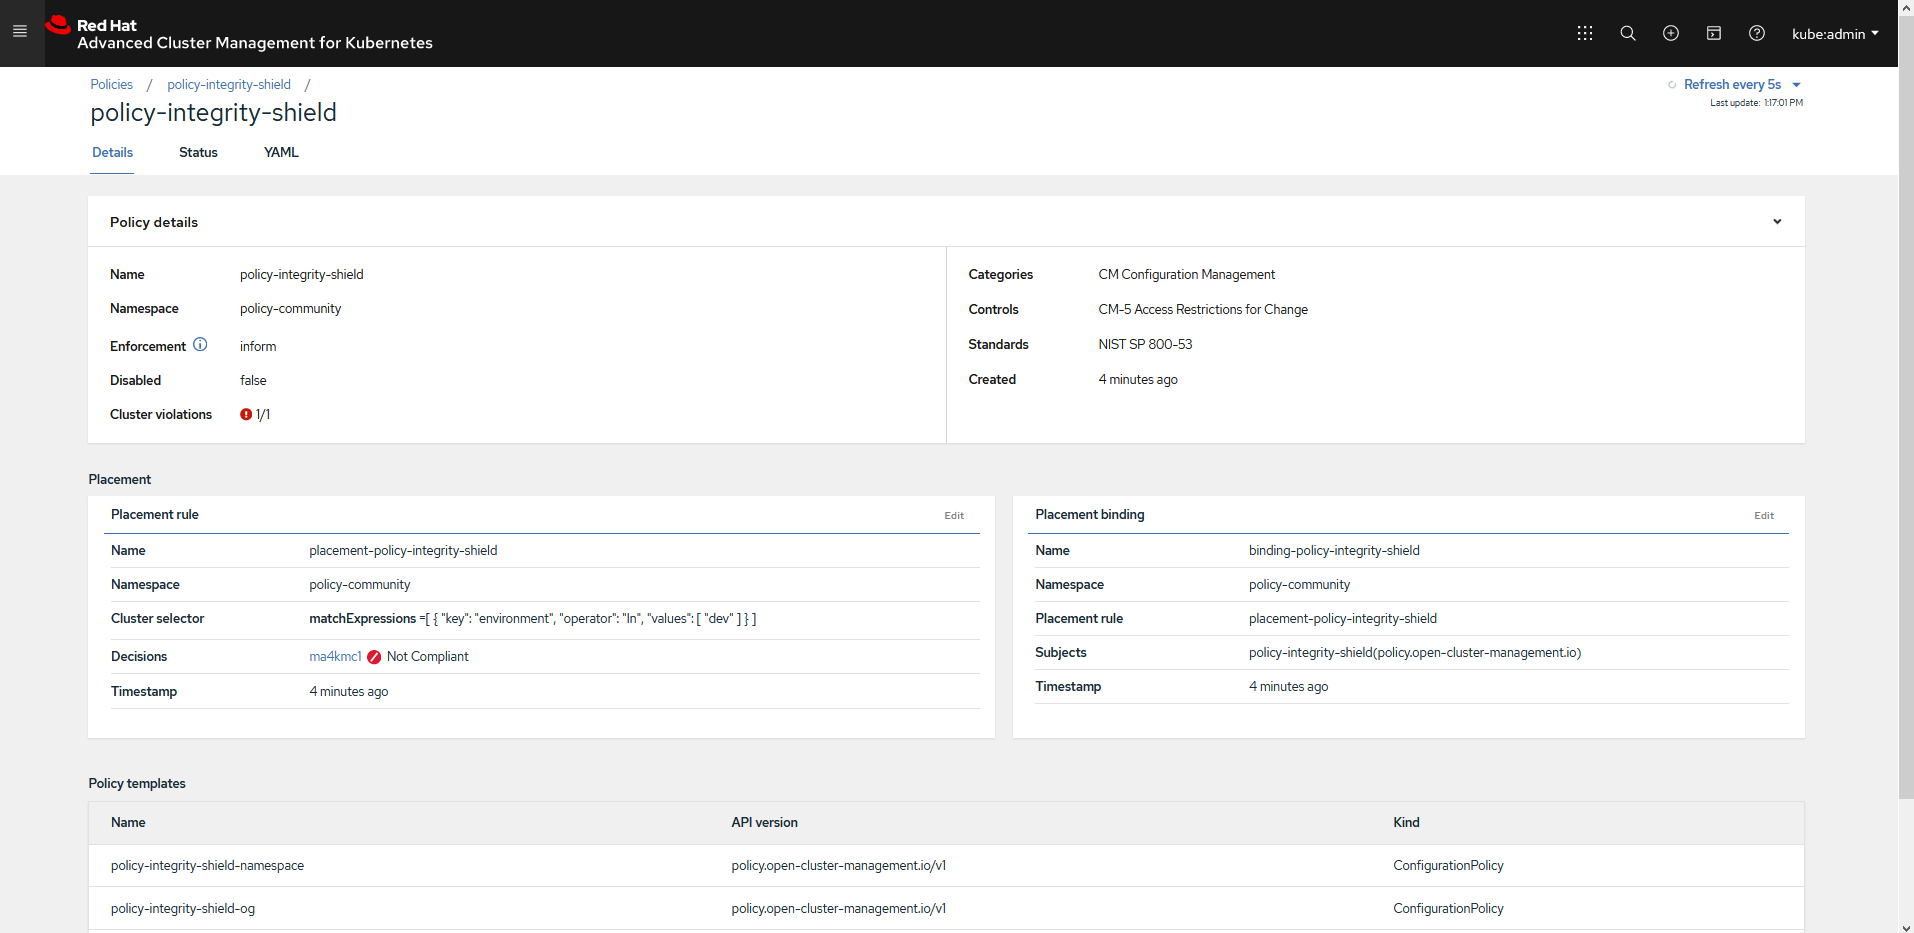 Red Hat
Advanced Cluster Management for Kubernetes
kube:admin
Policies / policy-integrity-shield /
Refresh every 5s
Last update: 1:17:01 PM
policy-integrity-shield
Details Status YAML
Policy details
Name policy-integrity-shield
Namespace policy-community
Enforcement inform
Disabled false
Cluster violations 1/1
Categories CM Configuration Management
Controls CM-5 Access Restrictions for Change
Standards NIST SP 800-53
Created 4 minutes ago
Placement
Placement rule Edit
Name placement-policy-integrity-shield
Namespace policy-community
Cluster selector matchExpressions =[ { "key": "environment", "operator": "In", "values": [ "dev" ] } ]
Decisions ma4kmc1 Not Compliant
Timestamp 4 minutes ago
Placement binding Edit
Name binding-policy-integrity-shield
Namespace policy-community
Placement rule placement-policy-integrity-shield
Subjects policy-integrity-shield(policy.open-cluster-management.io)
Timestamp 4 minutes ago
Policy templates
Name API version Kind
policy-integrity-shield-namespace policy.open-cluster-management.io/v1 ConfigurationPolicy
policy-integrity-shield-og policy.open-cluster-management.io/v1 ConfigurationPolicy